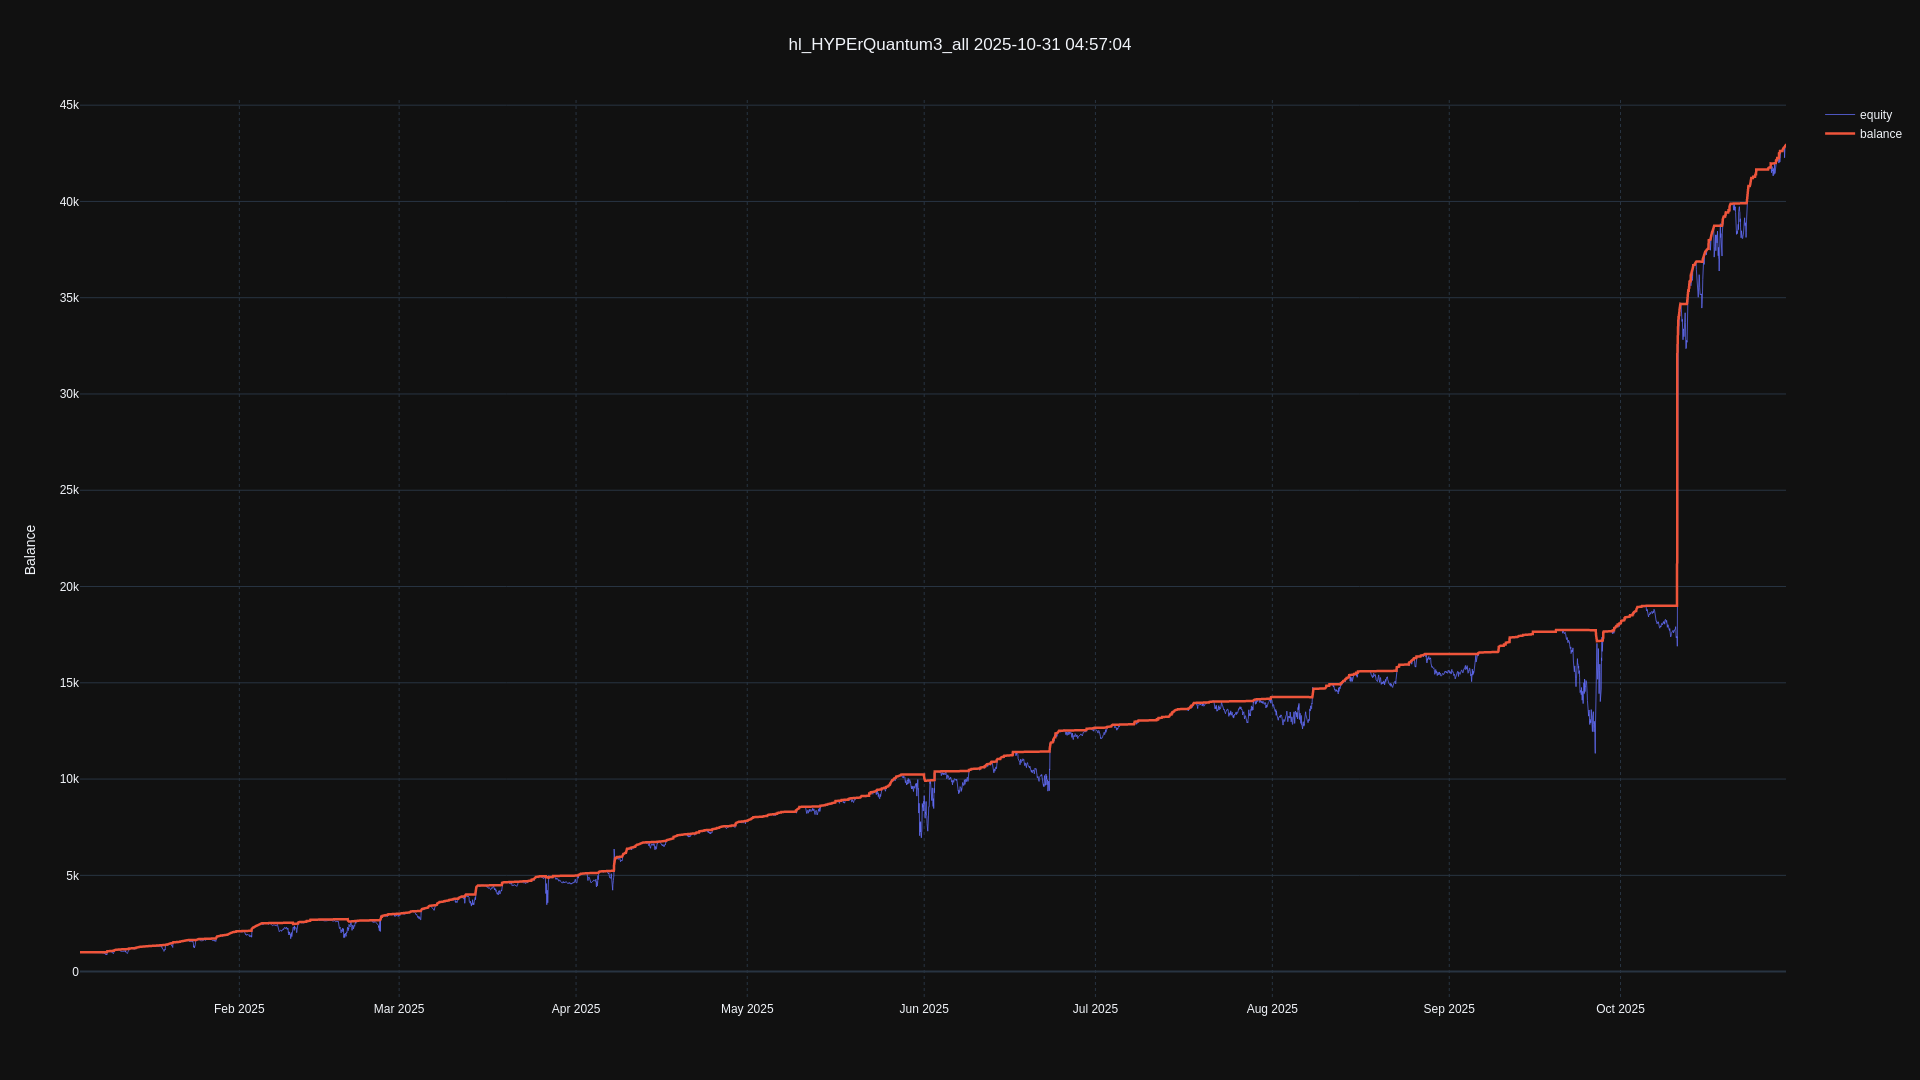 hl_HYPErQuantum3_all 2025-10-31 04:57:04
equity
balance
Balance
45k
40k
35k
30k
25k
20k
15k
10k
5k
0
Feb 2025
Mar 2025
Apr 2025
May 2025
Jun 2025
Jul 2025
Aug 2025
Sep 2025
Oct 2025